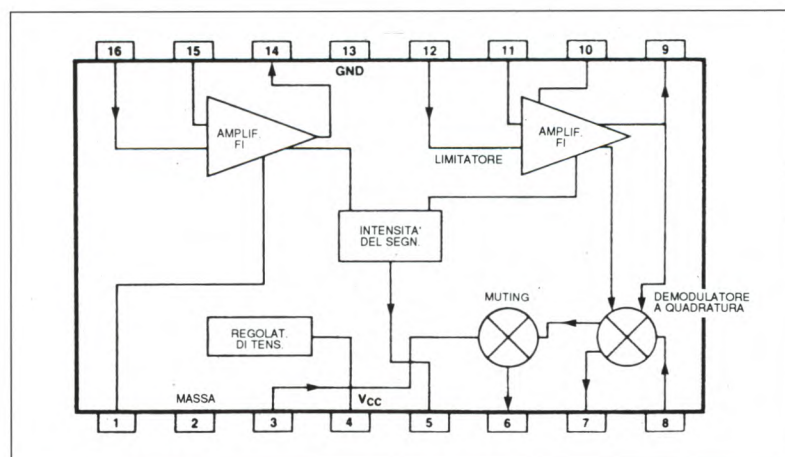 16 15 14 13 12 11 10 9
GND
AMPLIF.
FI
AMPLIF.
FI
LIMITATORE
INTENSITA'
DEL SEGN.
MUTING
DEMODULATORE
A QUADRATURA
REGOLAT.
DI TENS.
MASSA
VCC
1 2 3 4 5 6 7 8